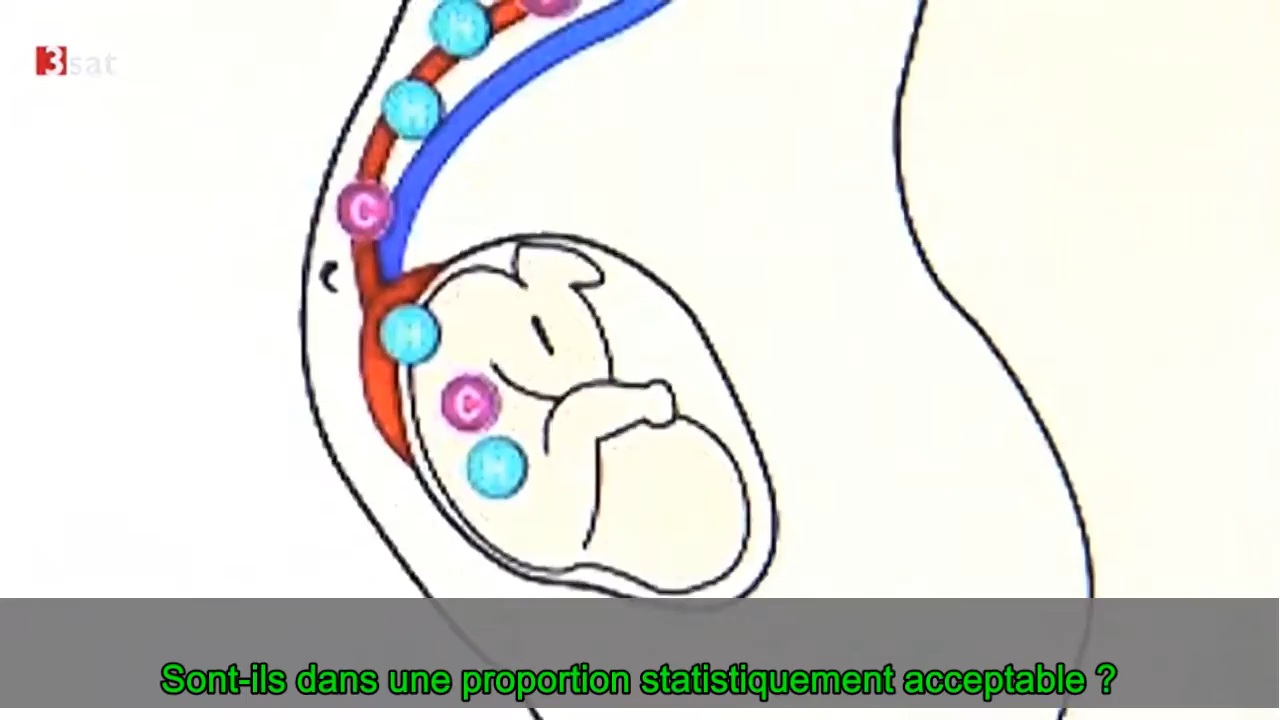 H
H
C
3sat
H
C
H
Sont-ils dans une proportion statistiquement acceptable ?